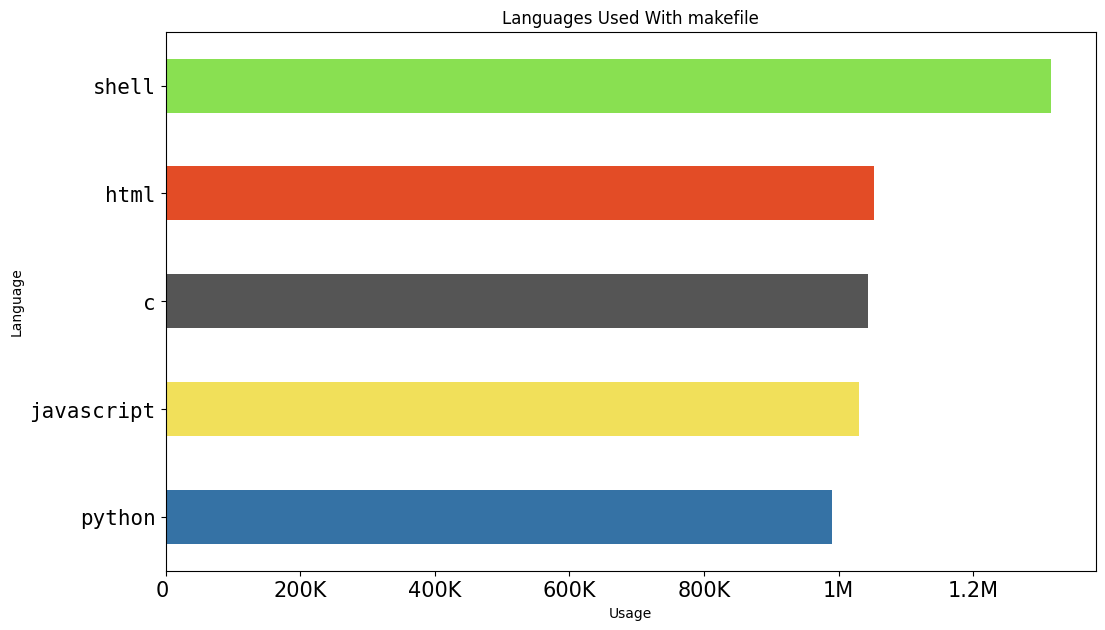 Languages Used With makefile
shell
html
c
javascript
python
Language
0 200K 400K 600K 800K 1M 1.2M
Usage